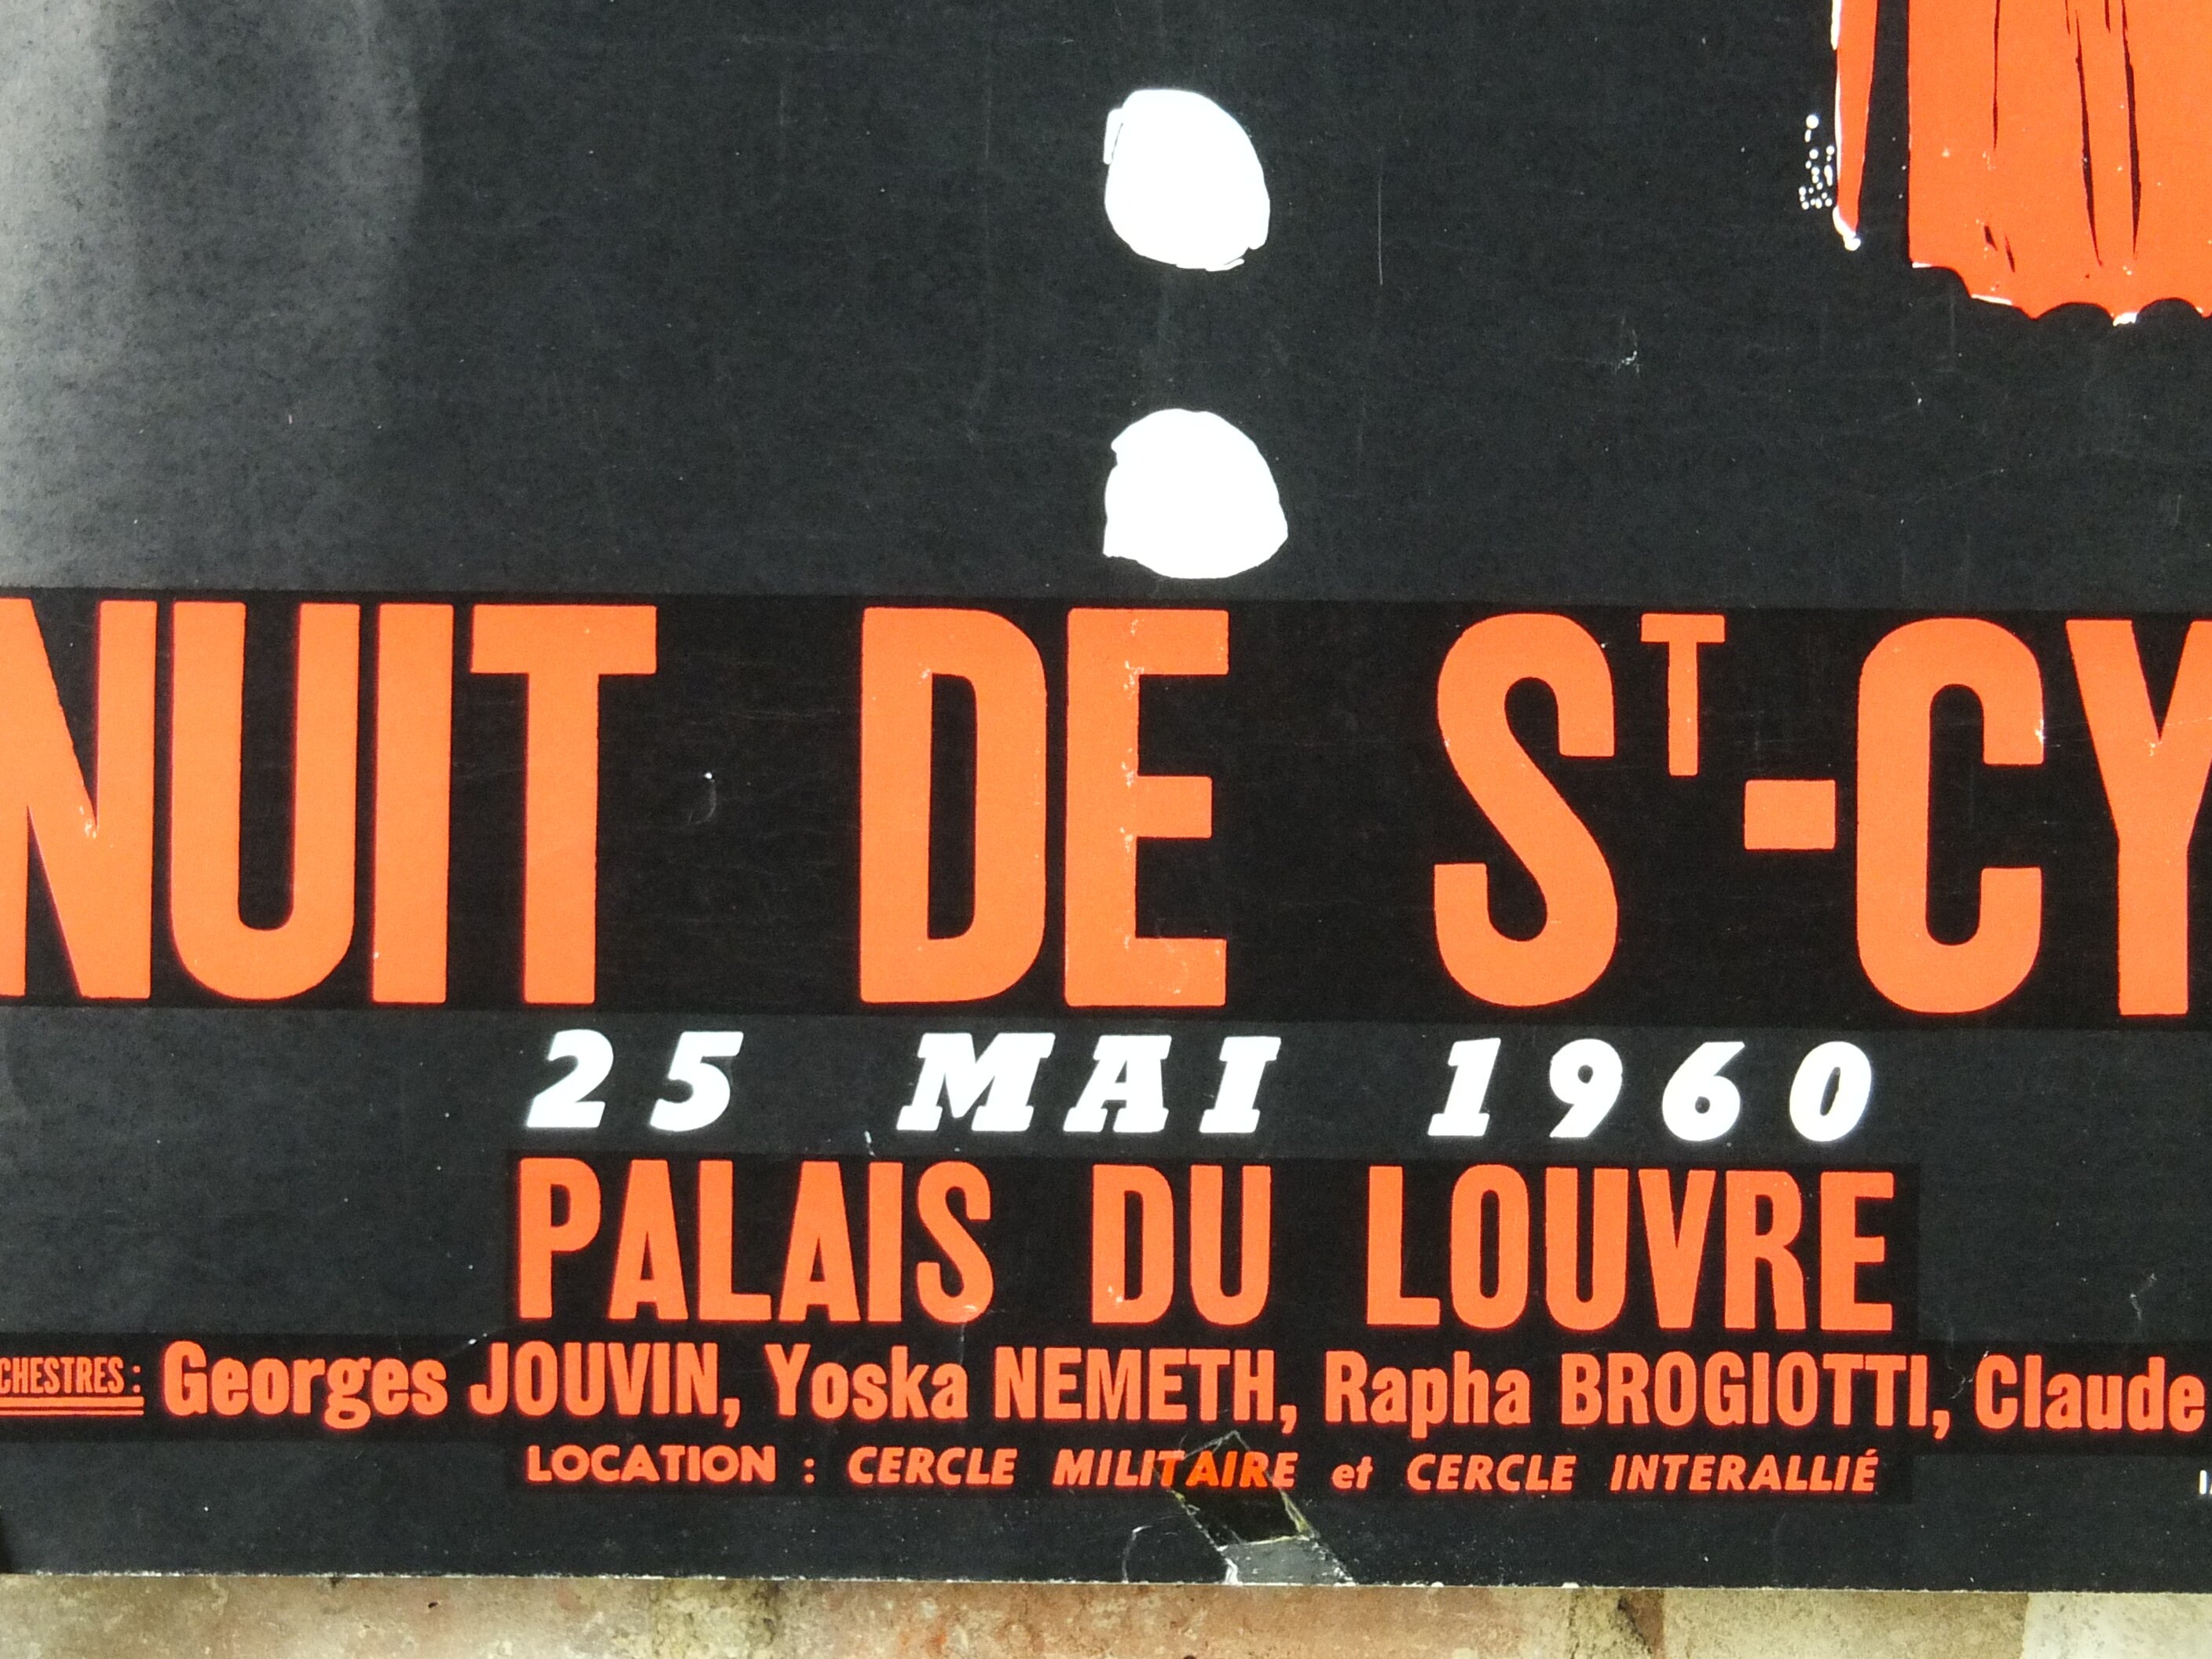 NUIT DE ST-CY
25 MAI 1960
PALAIS DU LOUVRE
CHESTRES: Georges JOUVIN, Yoska NEMETH, Rapha BROGIOTTI, Claude
LOCATION : CERCLE MILITAIRE et CERCLE INTERALLIÉ